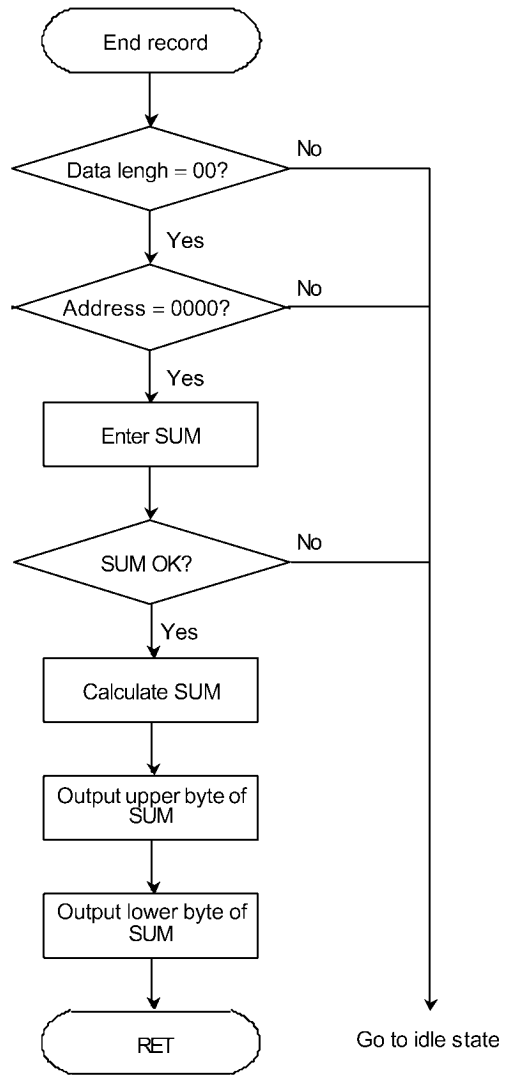 End record
No
Data lengh = 00?
Yes
No
Address = 0000?
Yes
Enter SUM
No
SUM OK?
Yes
Calculate SUM
Output upper byte of
SUM
Output lower byte of
SUM
RET
Go to idle state